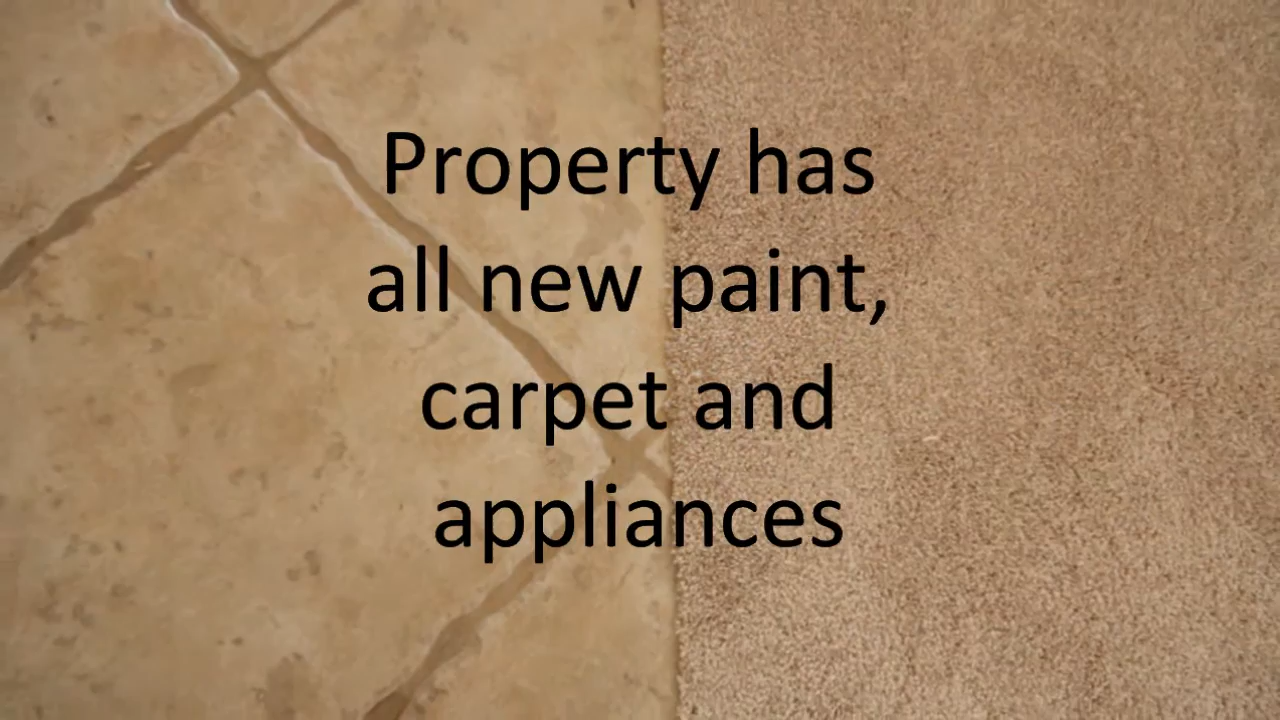 Property has
all new paint,
carpet and
appliances